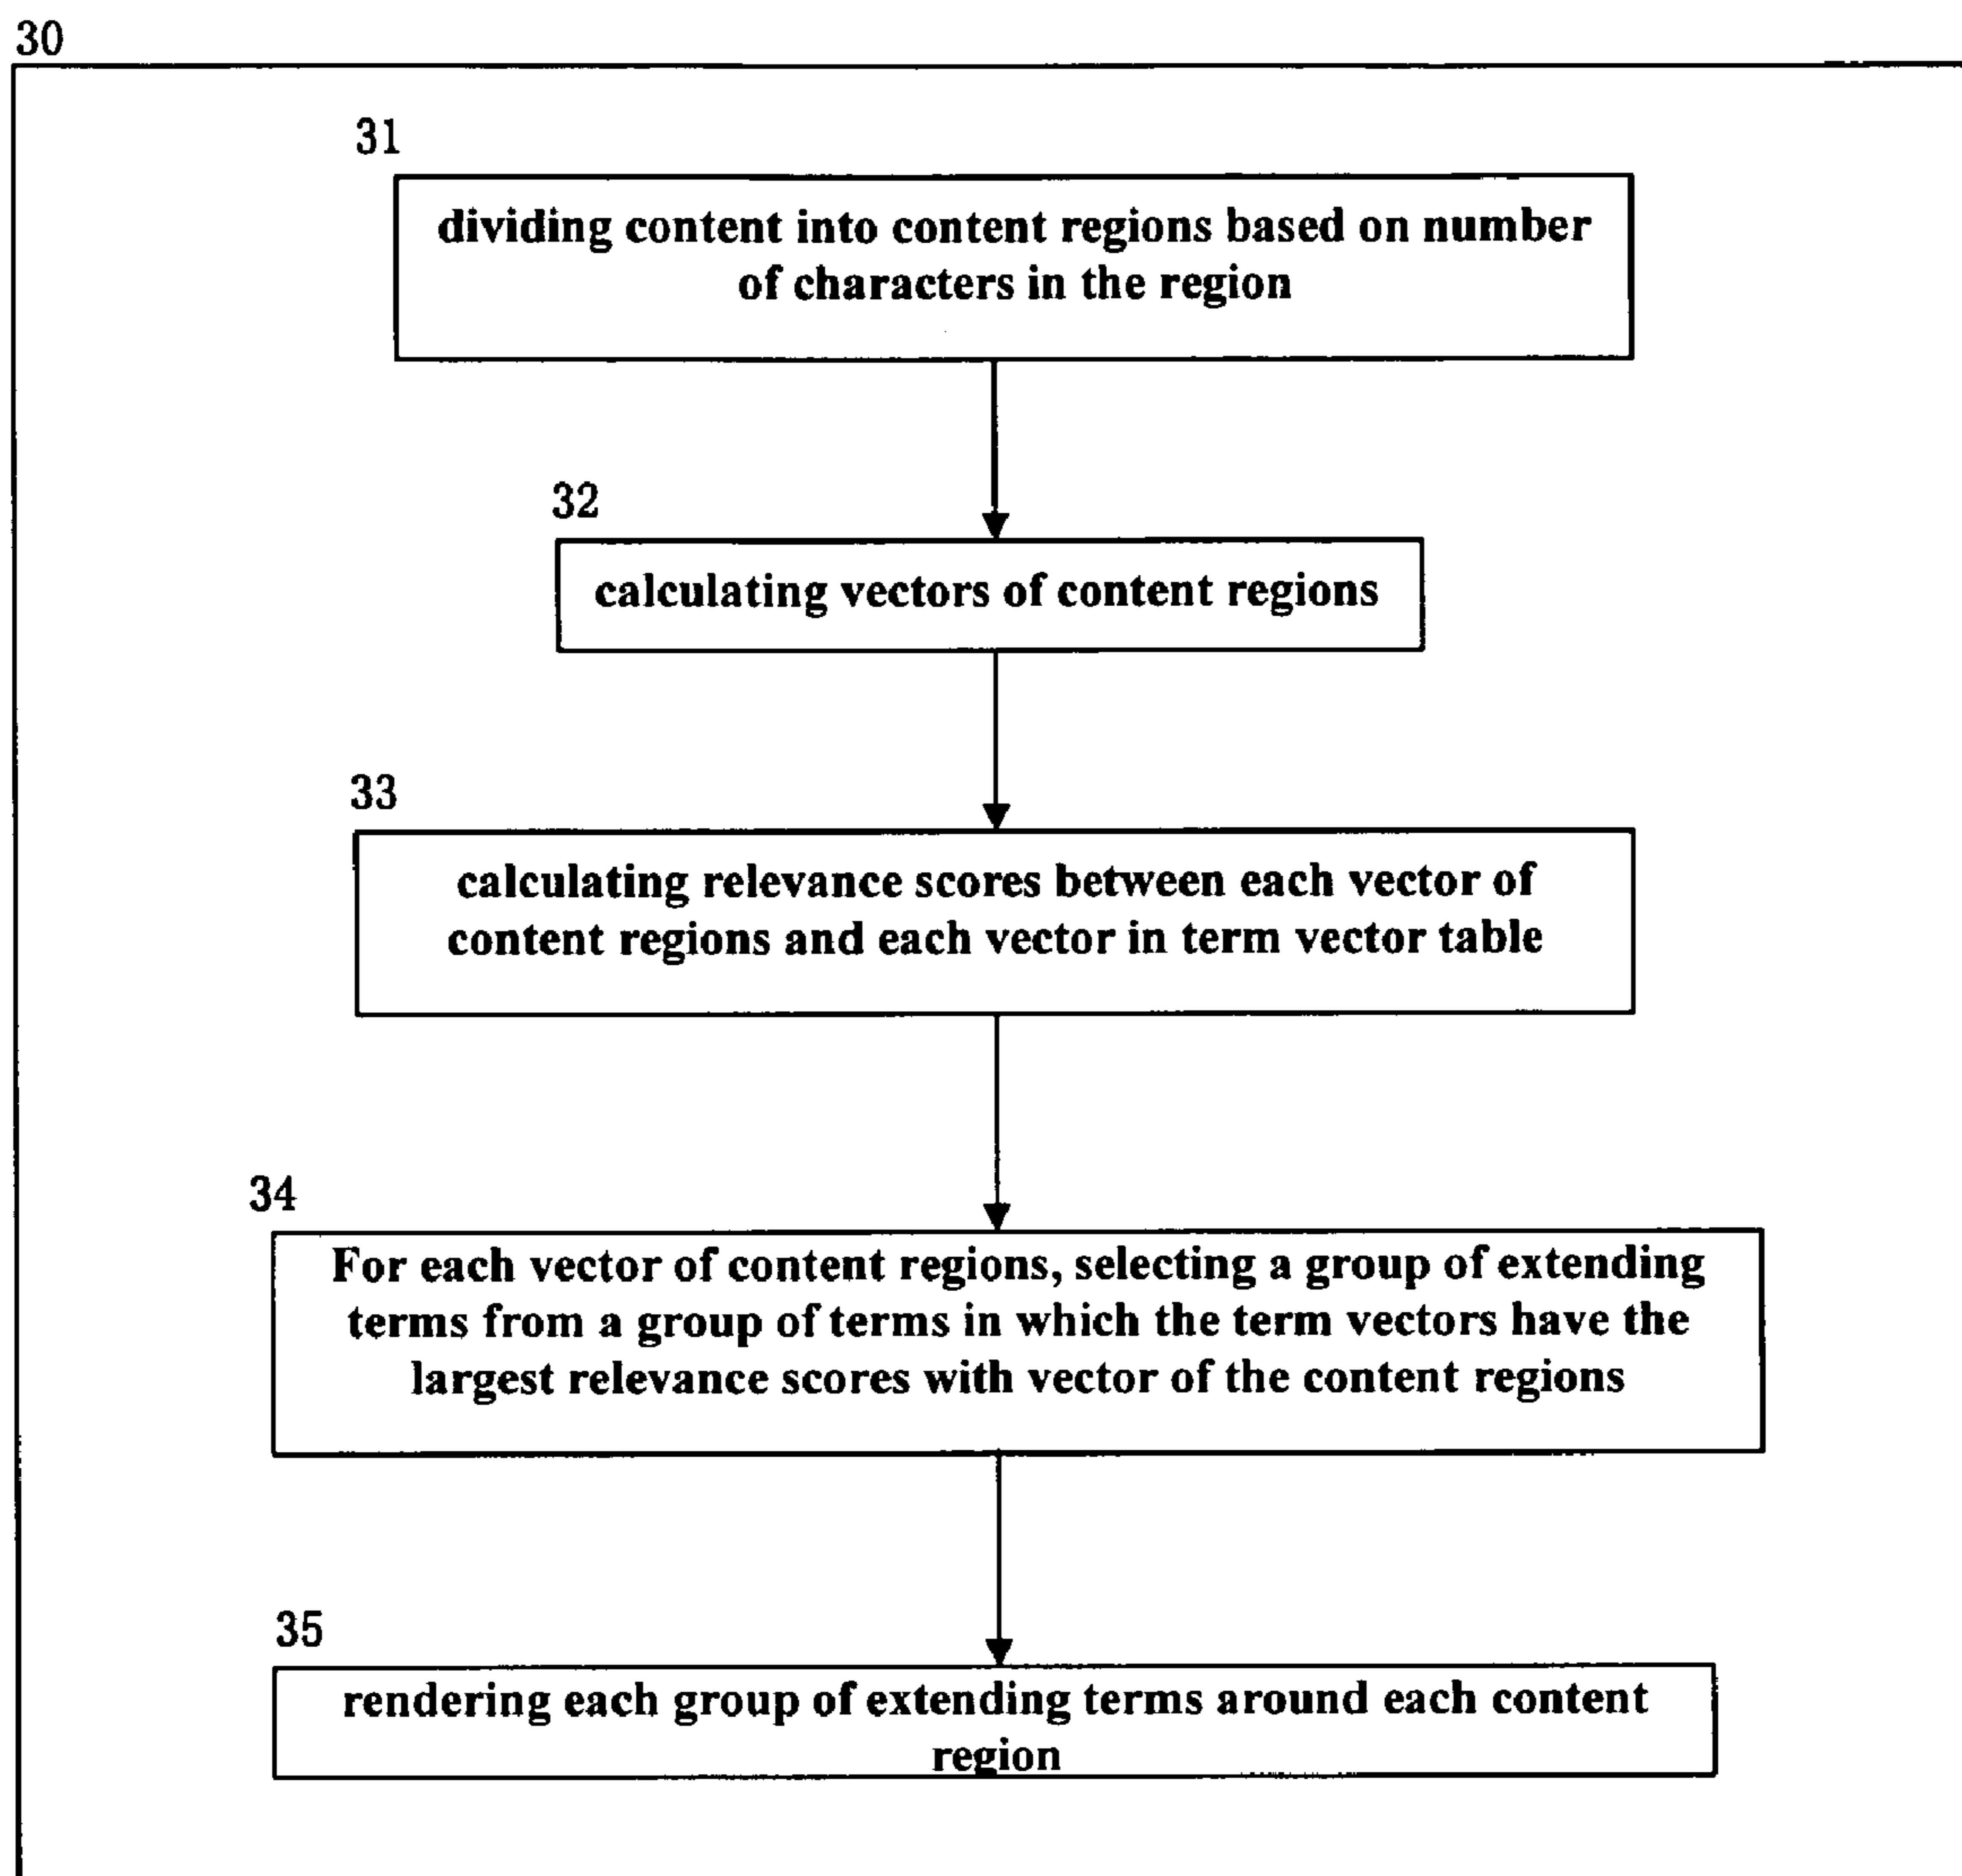 30
31
dividing content into content regions based on number
of characters in the region
32
calculating vectors of content regions
33
calculating relevance scores between each vector of
content regions and each vector in term vector table
34
For each vector of content regions, selecting a group of extending
terms from a group of terms in which the term vectors have the
largest relevance scores with vector of the content regions
35
rendering each group of extending terms around each content
region